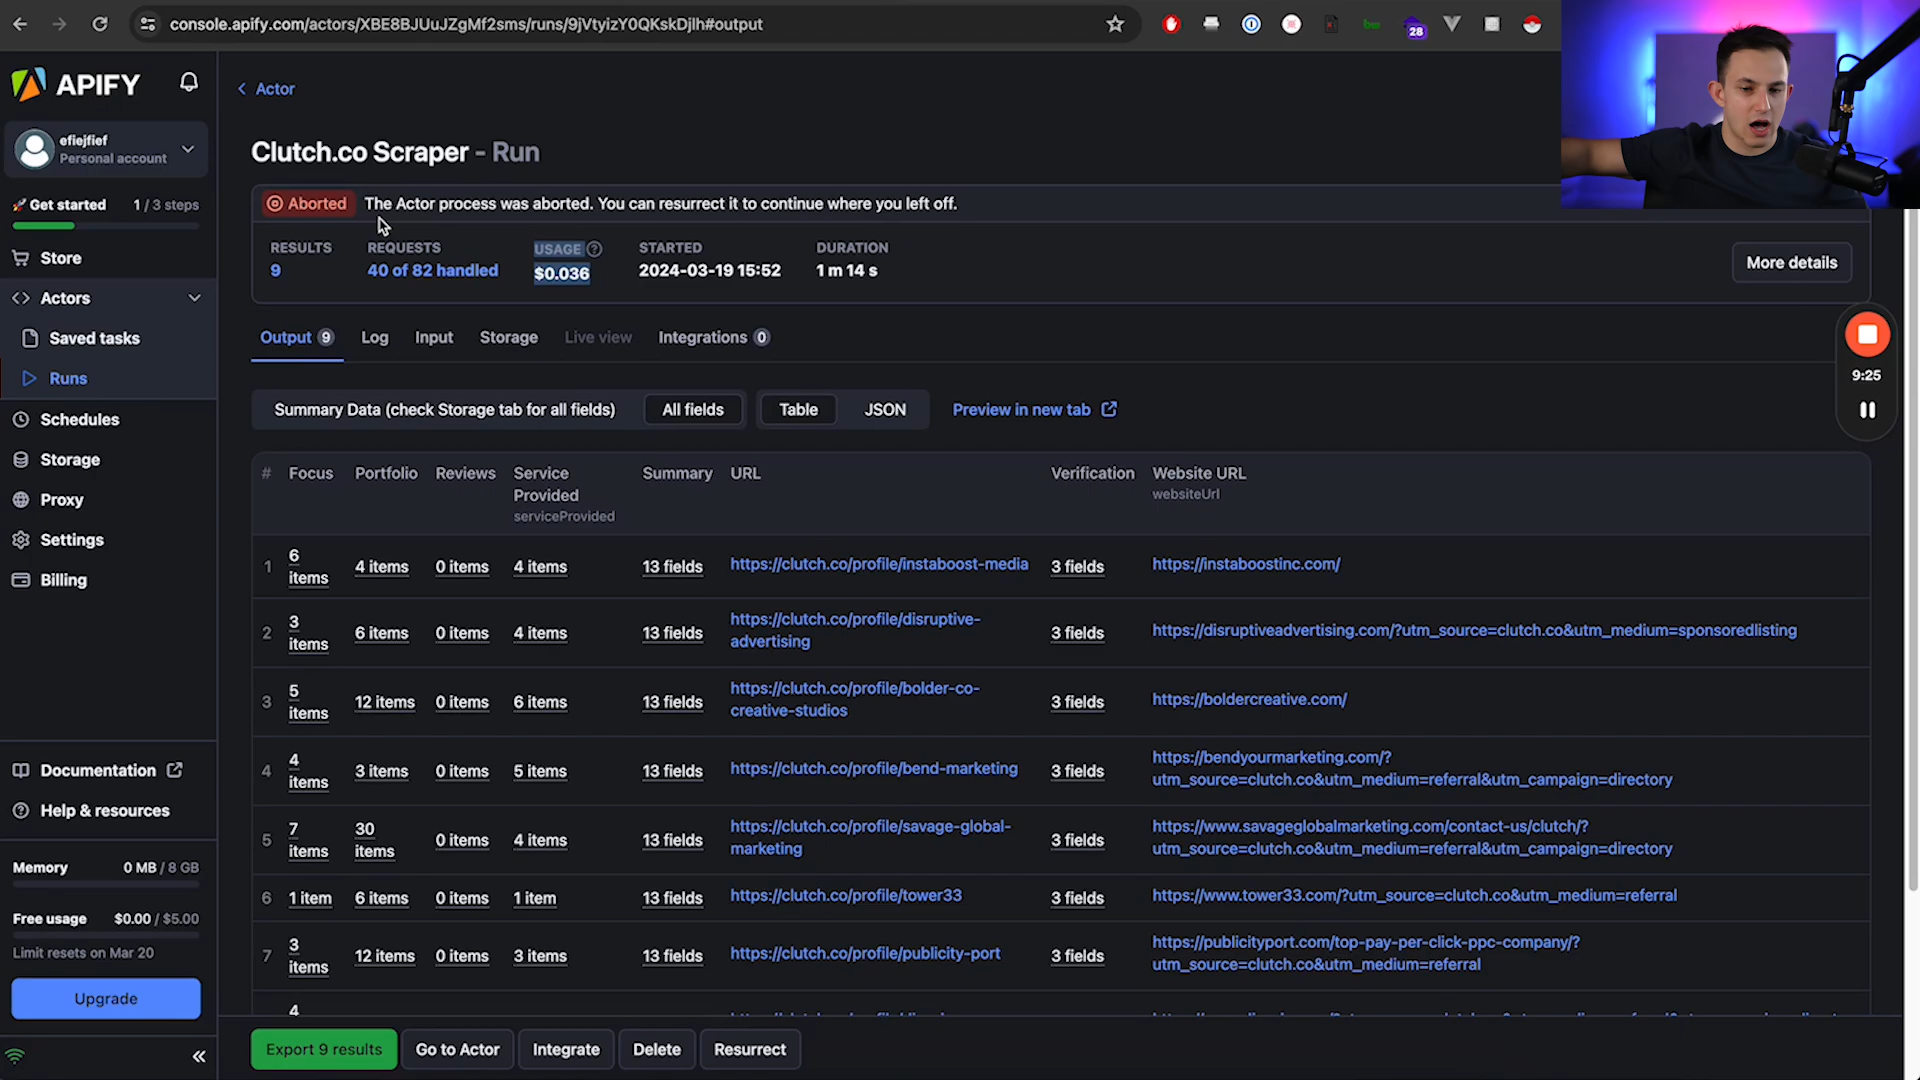 console.apify.com/actors/XBE8BJUuJZgMf2sms/runs/9jVtyizY0QKskDjlh#output
28
APIFY
efiejfief
Personal account
Get started 1 / 3 steps
Store
Actors
Saved tasks
Runs
Schedules
Storage
Proxy
Settings
Billing
Documentation
Help & resources
Memory 0 MB / 8 GB
Free usage $0.00 / $5.00
Limit resets on Mar 20
Upgrade
Actor
Clutch.co Scraper - Run
Aborted The Actor process was aborted. You can resurrect it to continue where you left off.
RESULTS REQUESTS USAGE STARTED DURATION
9 40 of 82 handled $0.036 2024-03-19 15:52 1 m 14 s
More details
Output 9 Log Input Storage Live view Integrations 0
9:25
Summary Data (check Storage tab for all fields) All fields Table JSON Preview in new tab
# Focus Portfolio Reviews Service Provided Summary URL Verification Website URL
serviceProvided websiteUrl
1 6 items 4 items 0 items 4 items 13 fields https://clutch.co/profile/instaboost-media 3 fields https://instaboostinc.com/
2 3 items 6 items 0 items 4 items 13 fields https://clutch.co/profile/disruptive-advertising 3 fields https://disruptiveadvertising.com/?utm_source=clutch.co&utm_medium=sponsoredlisting
3 5 items 12 items 0 items 6 items 13 fields https://clutch.co/profile/bolder-co-creative-studios 3 fields https://boldercreative.com/
4 4 items 3 items 0 items 5 items 13 fields https://clutch.co/profile/bend-marketing 3 fields https://bendyourmarketing.com/?utm_source=clutch.co&utm_medium=referral&utm_campaign=directory
5 7 items 30 items 0 items 4 items 13 fields https://clutch.co/profile/savage-global-marketing 3 fields https://www.savageglobalmarketing.com/contact-us/clutch/?utm_source=clutch.co&utm_medium=referral&utm_campaign=directory
6 1 item 6 items 0 items 1 item 13 fields https://clutch.co/profile/tower33 3 fields https://www.tower33.com/?utm_source=clutch.co&utm_medium=referral
7 3 items 12 items 0 items 3 items 13 fields https://clutch.co/profile/publicity-port 3 fields https://publicityport.com/top-pay-per-click-ppc-company/?utm_source=clutch.co&utm_medium=referral
4
Export 9 results Go to Actor Integrate Delete Resurrect